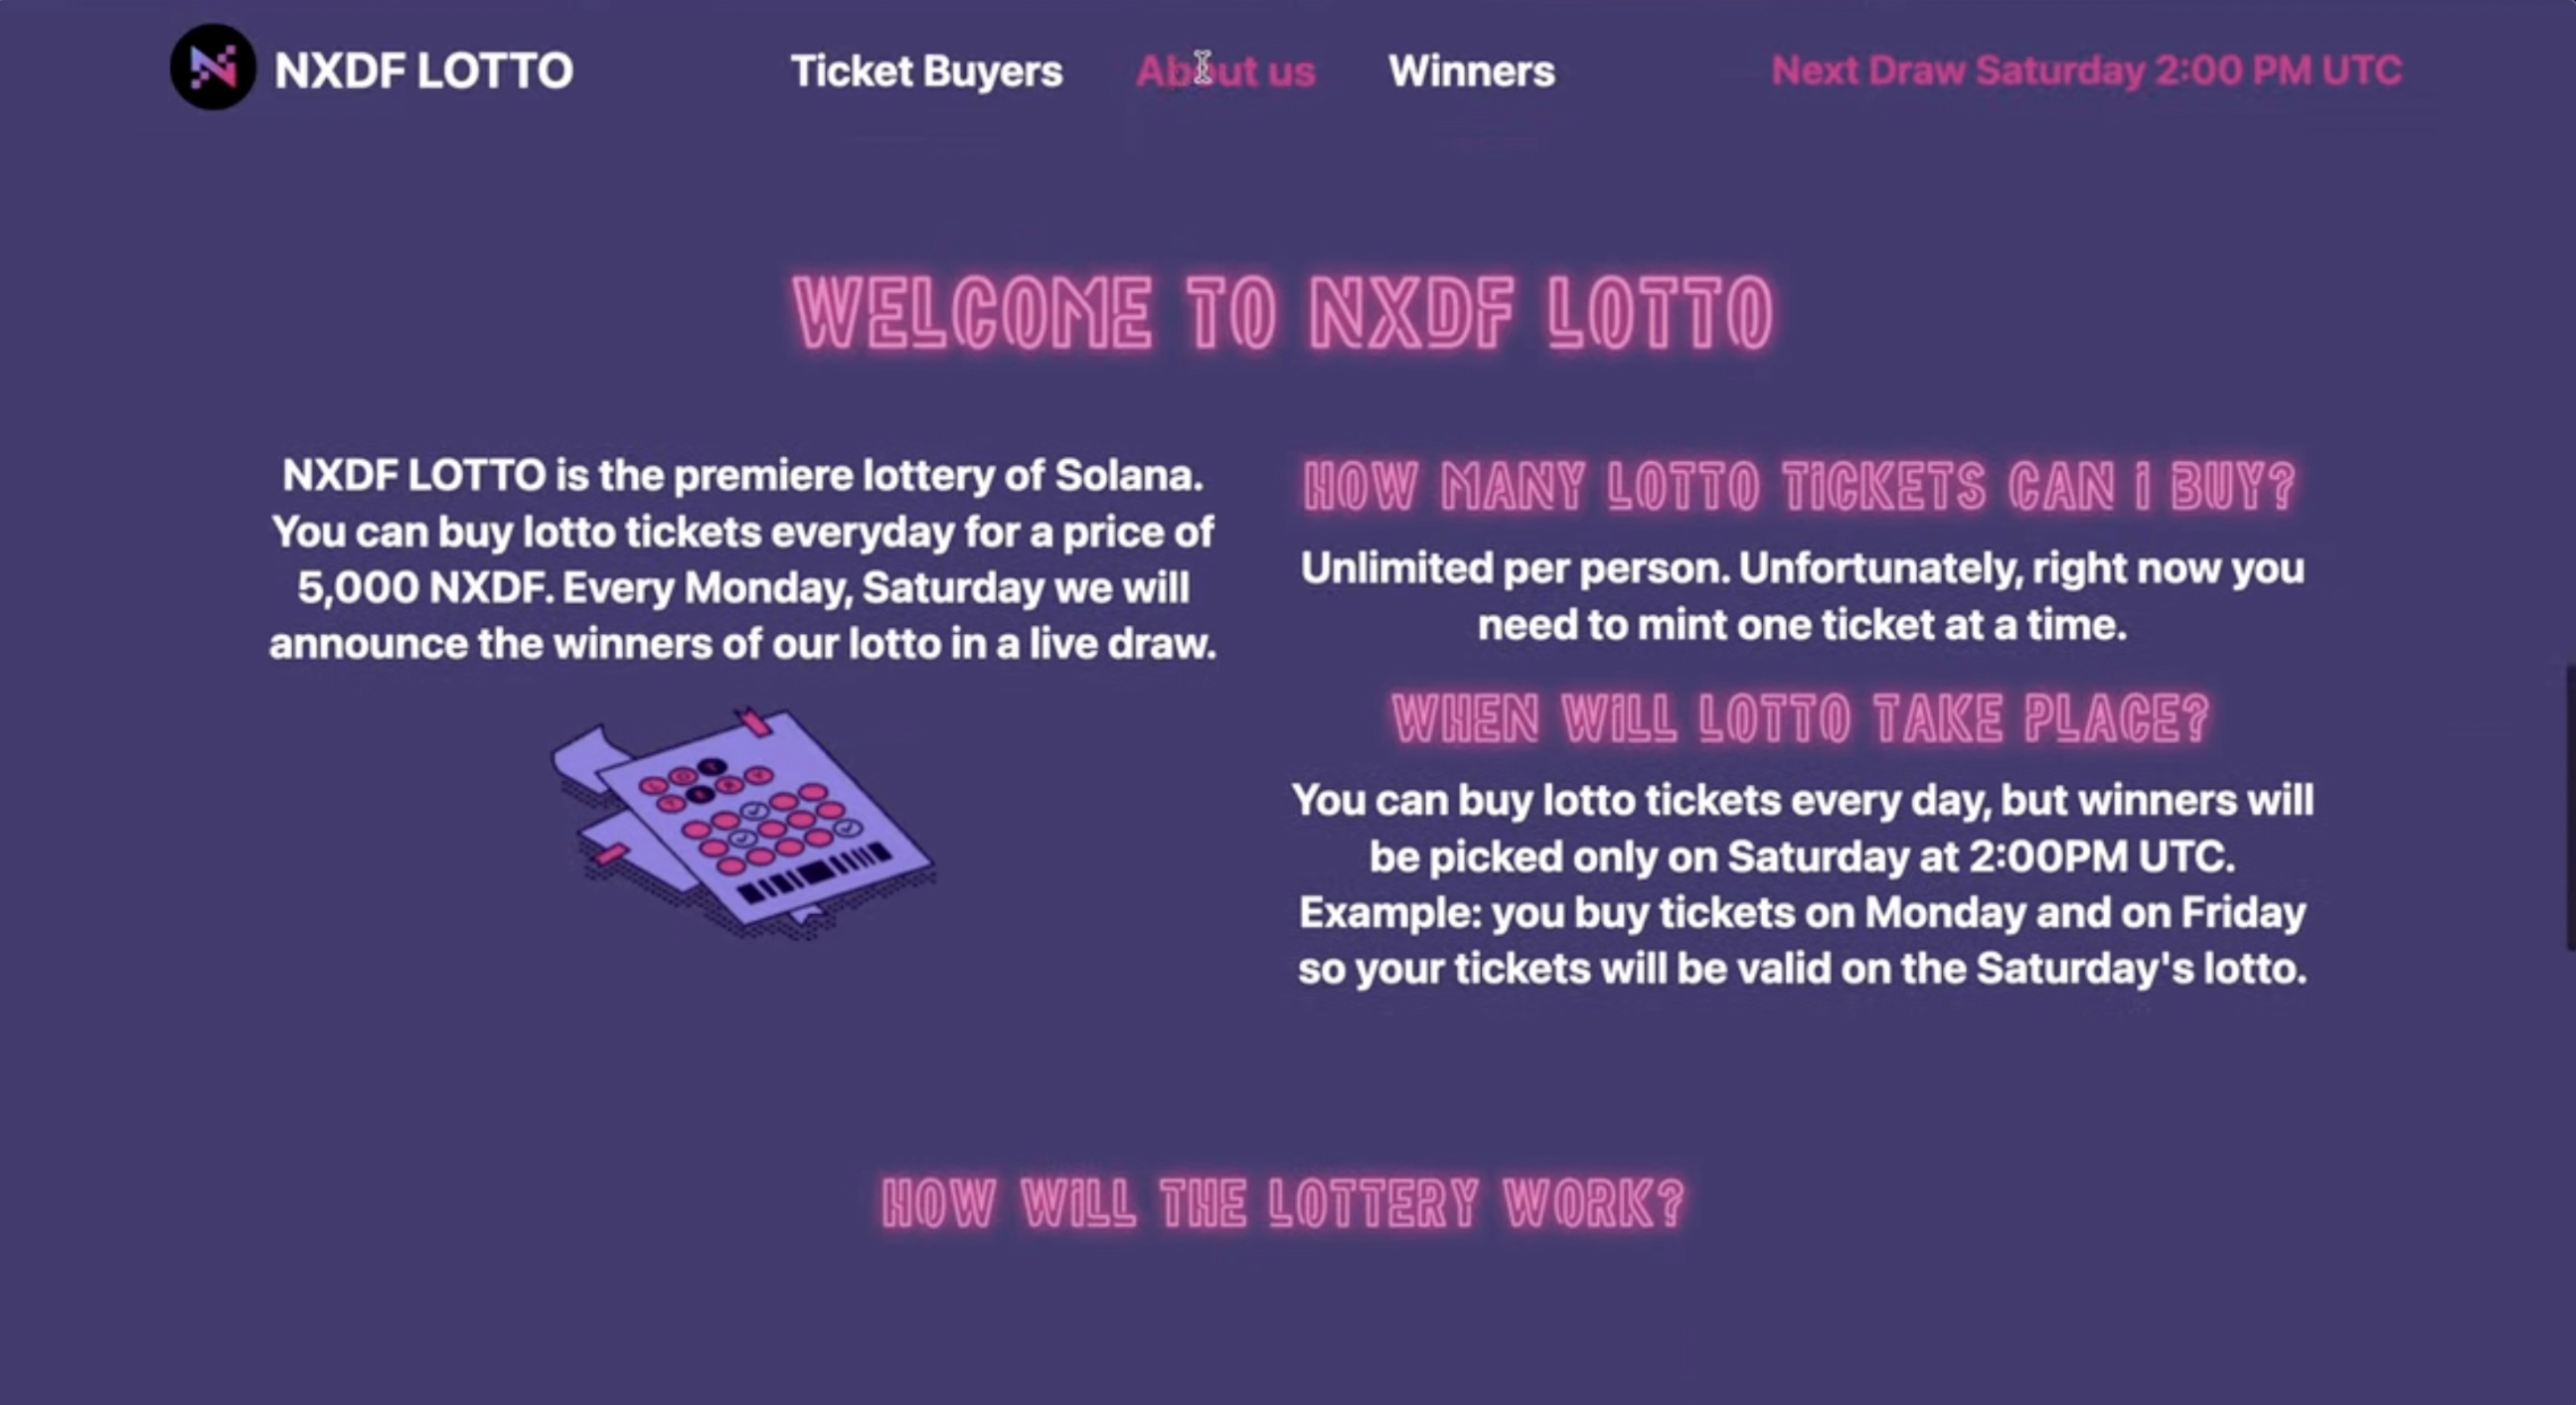 NXDF LOTTO
Ticket Buyers
About us
Winners
Next Draw Saturday 2:00 PM UTC
WELCOME TO NXDF LOTTO
NXDF LOTTO is the premiere lottery of Solana.
You can buy lotto tickets everyday for a price of
5,000 NXDF. Every Monday, Saturday we will
announce the winners of our lotto in a live draw.
HOW MANY LOTTO TICKETS CAN I BUY?
Unlimited per person. Unfortunately, right now you
need to mint one ticket at a time.
WHEN WILL LOTTO TAKE PLACE?
You can buy lotto tickets every day, but winners will
be picked only on Saturday at 2:00PM UTC.
Example: you buy tickets on Monday and on Friday
so your tickets will be valid on the Saturday's lotto.
HOW WILL THE LOTTERY WORK?